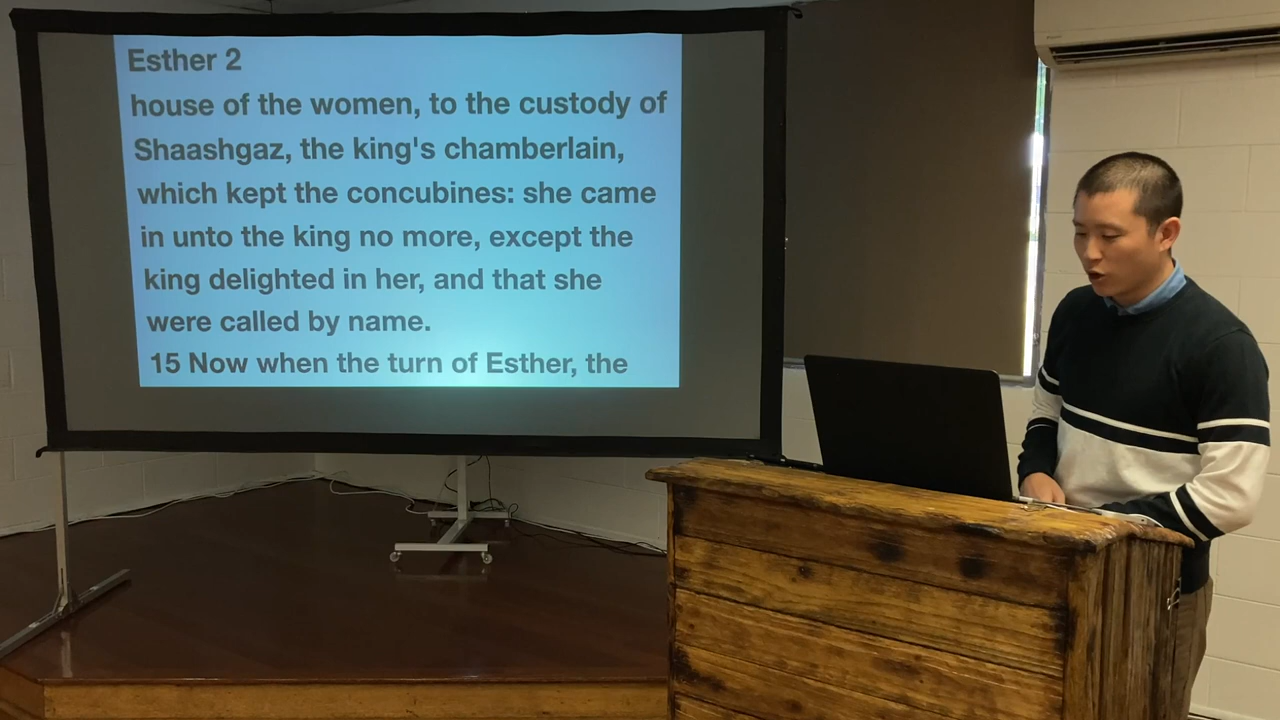 Esther 2
house of the women, to the custody of
Shaashgaz, the king's chamberlain,
which kept the concubines: she came
in unto the king no more, except the
king delighted in her, and that she
were called by name.
15 Now when the turn of Esther, the